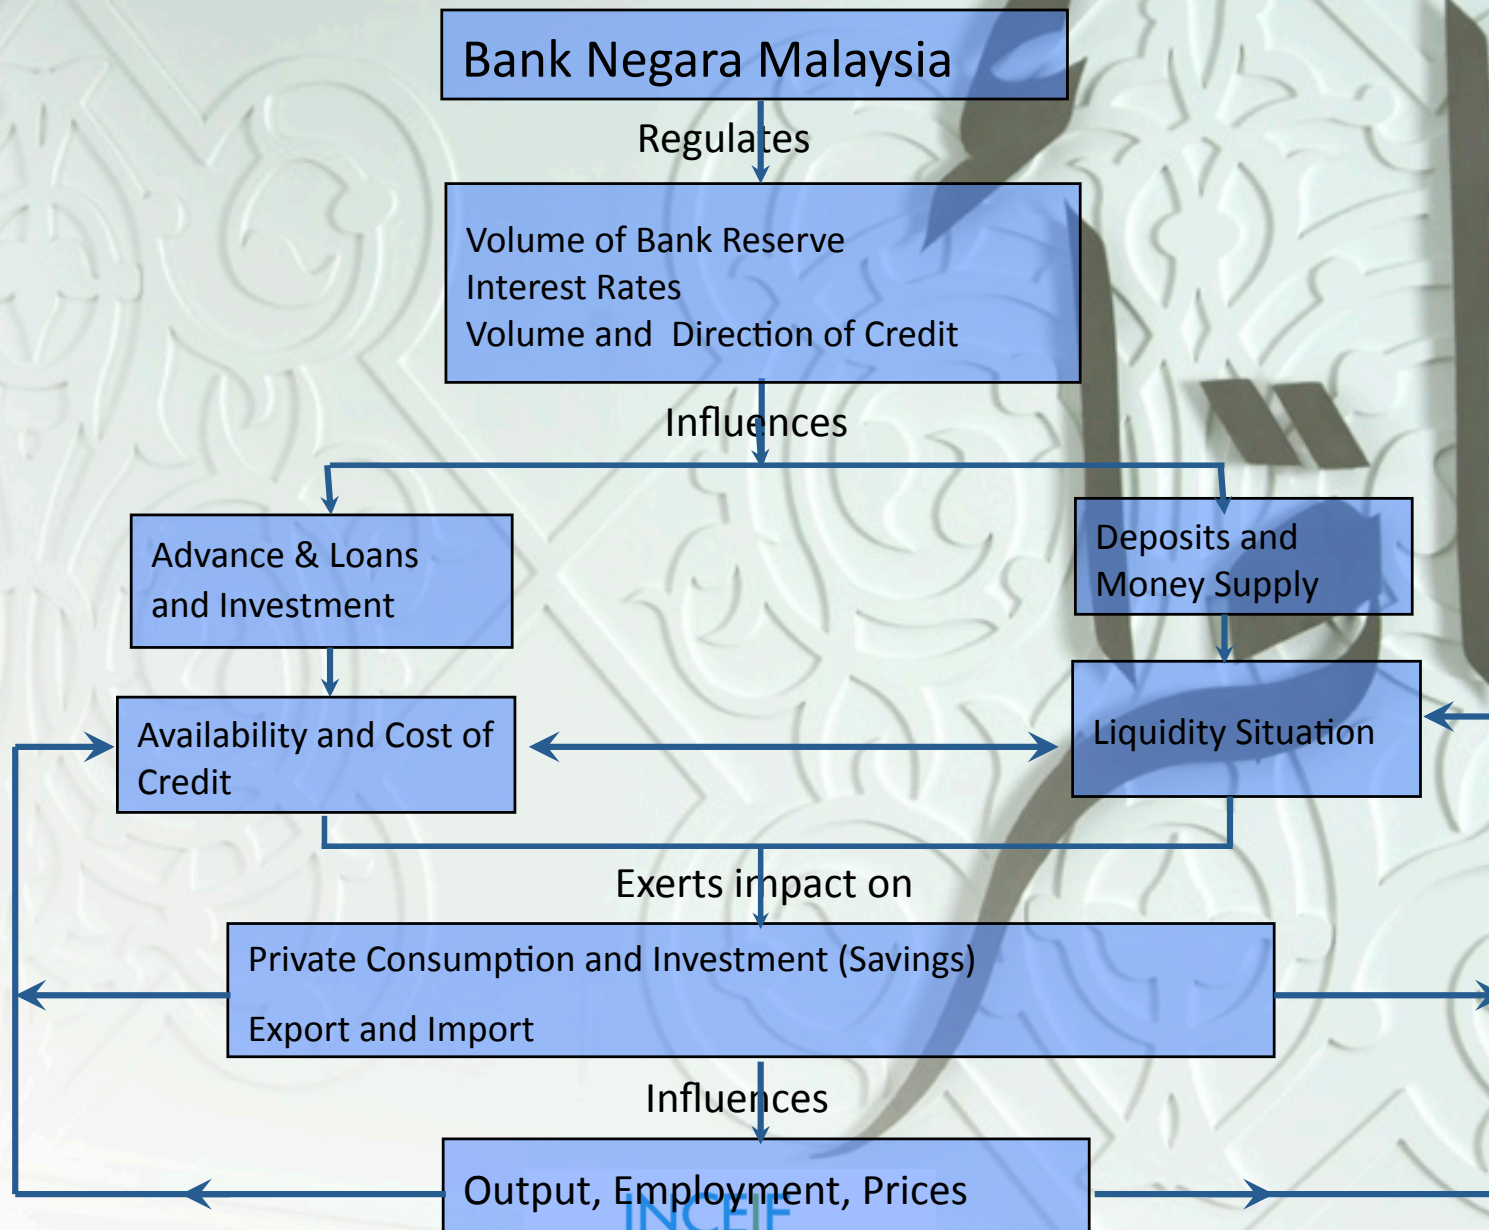 Bank Negara Malaysia
Regulates
Volume of Bank Reserve
Interest Rates
Volume and  Direction of Credit
Influences
Advance & Loans
and Investment
Deposits and
Money Supply
Availability and Cost of
Credit
Liquidity Situation
Exerts impact on
Private Consumption and Investment (Savings)
Export and Import
Influences
Output, Employment, Prices
INCEIF